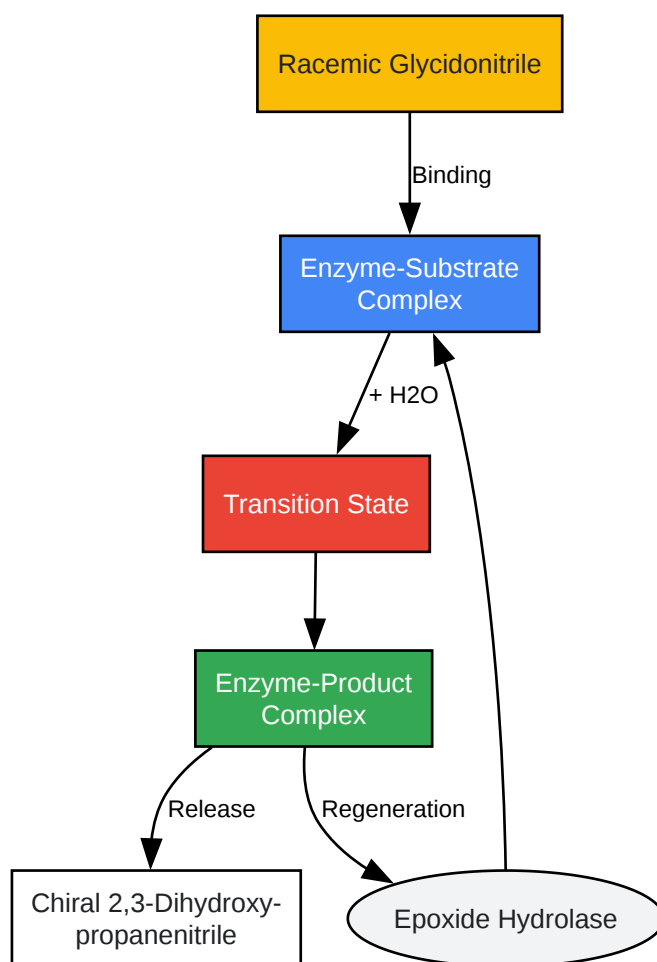 Racemic Glycidonitrile
Binding
Enzyme-Substrate
Complex
+ H2O
Transition State
Enzyme-Product
Complex
Release
Regeneration
Chiral 2,3-Dihydroxy-
propanenitrile
Epoxide Hydrolase